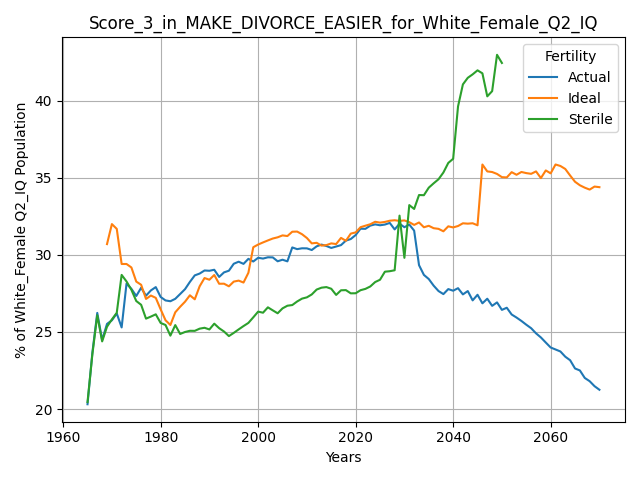 Score_3_in_MAKE_DIVORCE_EASIER_for_White_Female_Q2_IQ
Fertility
Actual
Ideal
Sterile
% of White_Female Q2_IQ Population
40
35
30
25
20
1960
1980
2000
2020
2040
2060
Years